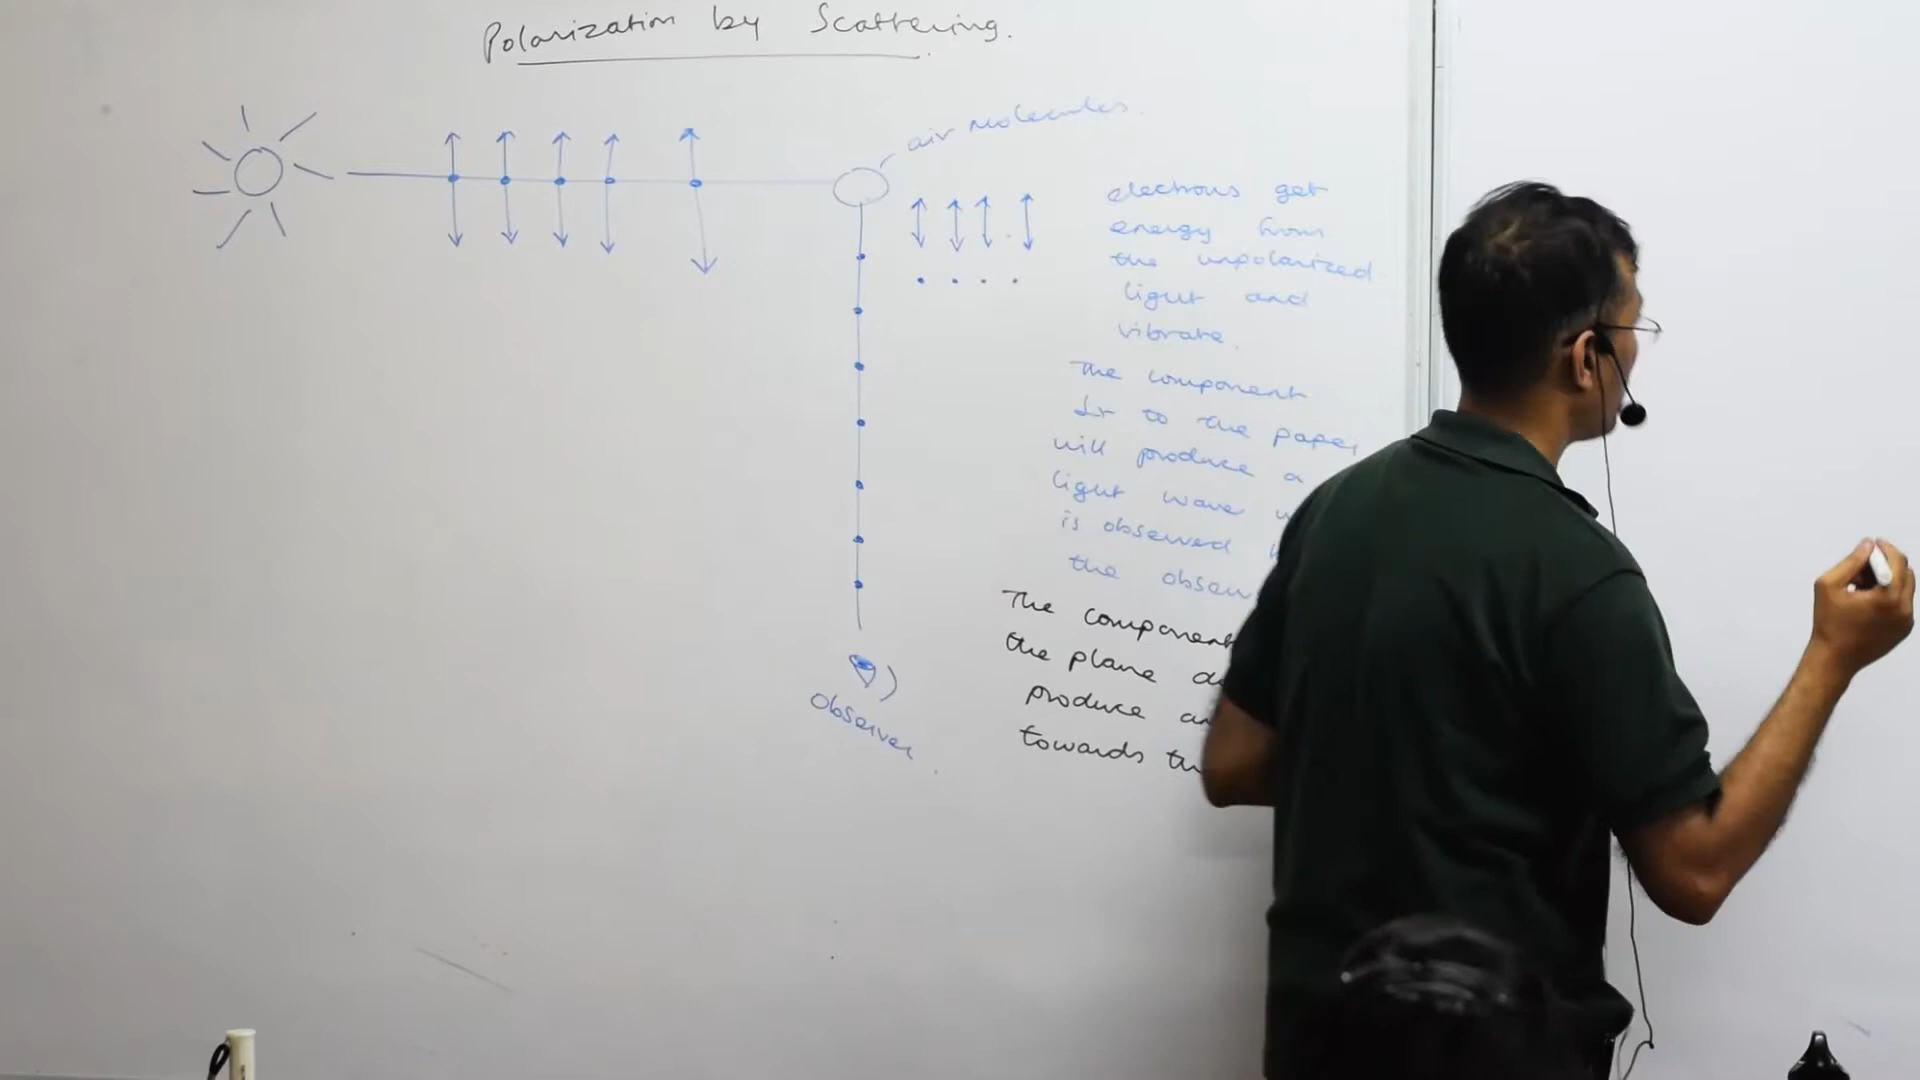 Polarization by Scattering.
air molecules.
electrons get
energy from
the unpolarized
light and
vibrate.
The component
Lr to the paper
will produce a
light wave
is observed
the
The component
the plane
produce
towards
Observer